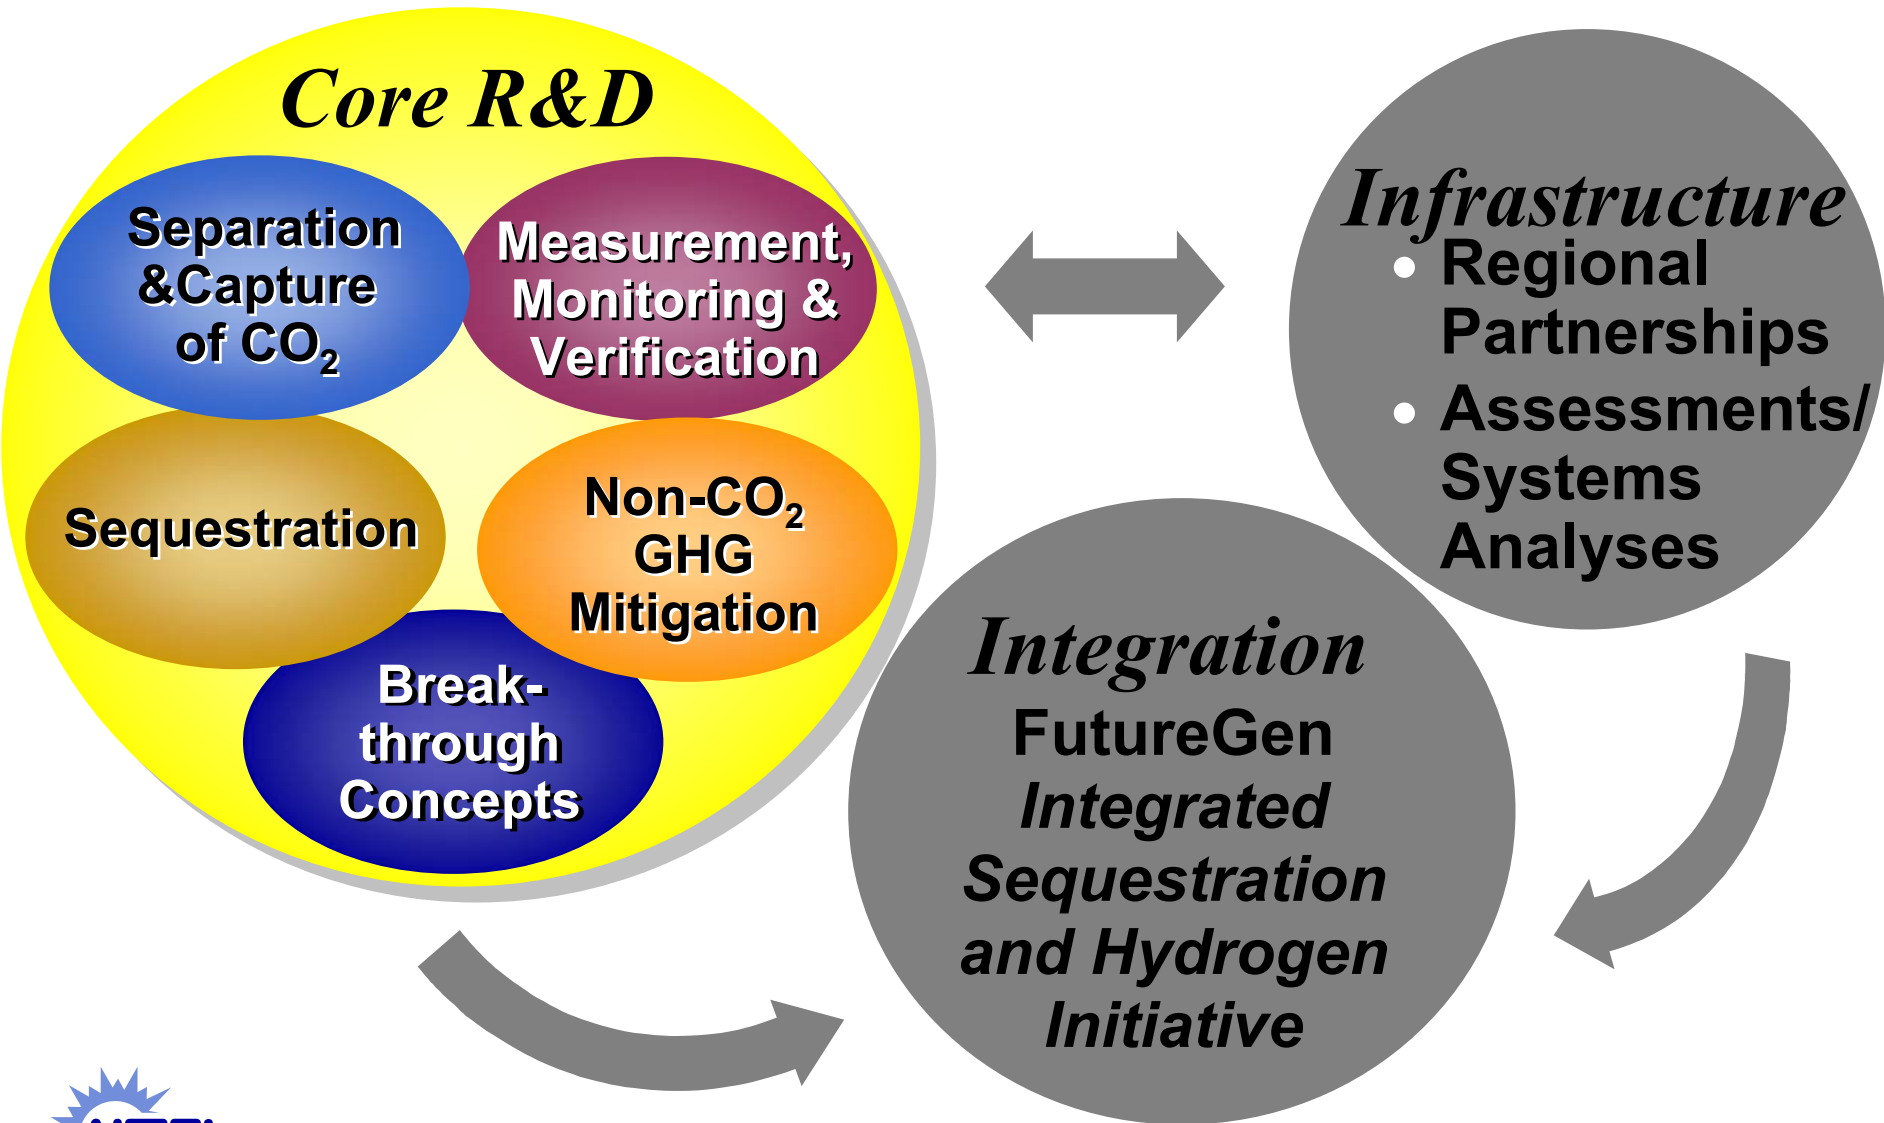 Core R&D
Separation
&Capture
of CO₂
Measurement,
Monitoring &
Verification
Sequestration
Non-CO₂
GHG
Mitigation
Break-
through
Concepts
Infrastructure
• Regional
Partnerships
• Assessments/
Systems
Analyses
Integration
FutureGen
Integrated
Sequestration
and Hydrogen
Initiative